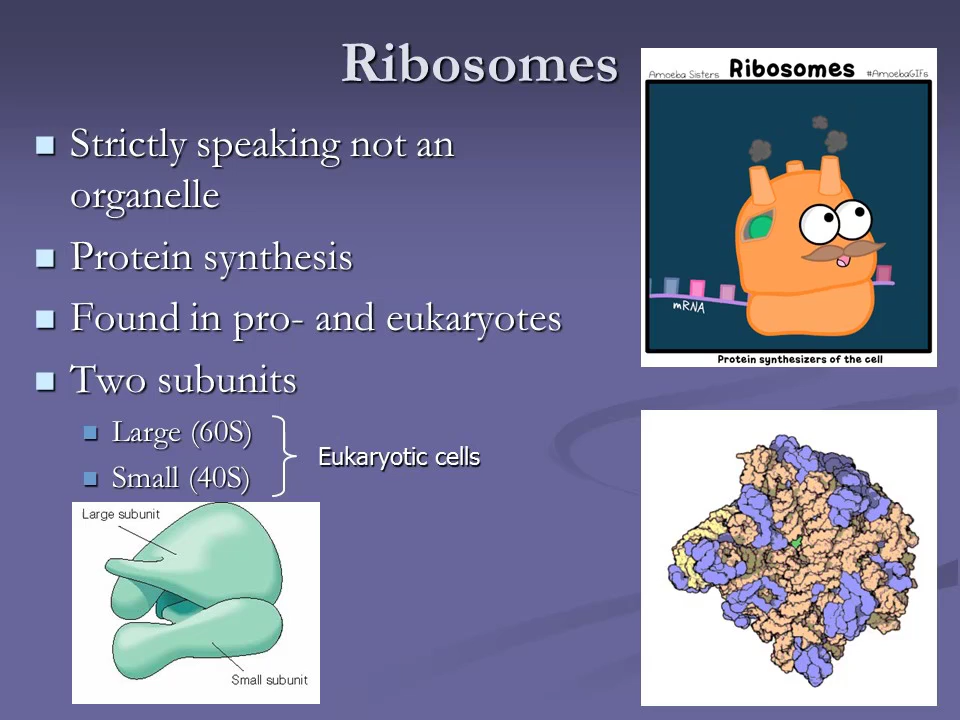 Ribosomes
Strictly speaking not an
organelle
Protein synthesis
Found in pro- and eukaryotes
Two subunits
Large (60S)
Small (40S)
Eukaryotic cells
Large subunit
Small subunit
Amoeba Sisters Ribosomes #AmoebaGIFs
mRNA
Protein synthesizers of the cell